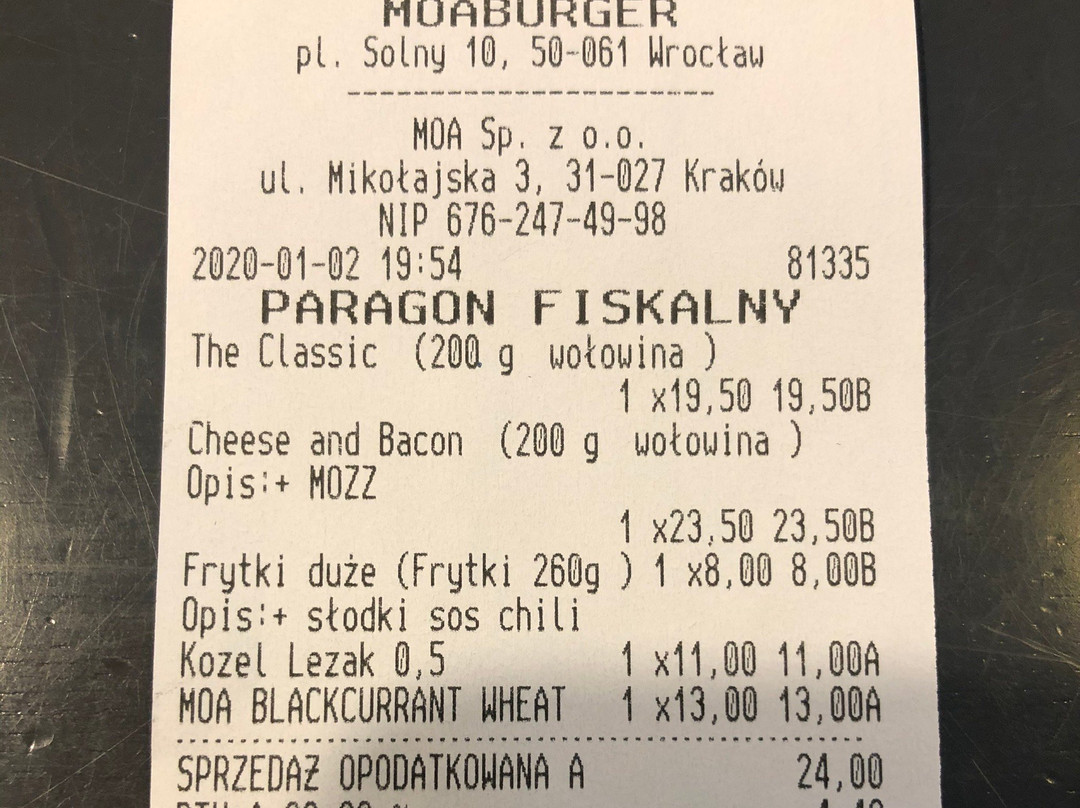 MOABURGER
pl. Solny 10, 50-061 Wrocław
MOA Sp. z o.o.
ul. Mikołajska 3, 31-027 Kraków
NIP 676-247-49-98
2020-01-02 19:54 81335
PARAGON FISKALNY
The Classic (200 g wołowina )
1 x19,50 19,50B
Cheese and Bacon (200 g wołowina )
Opis:+ MOZZ
1 x23,50 23,50B
Frytki duże (Frytki 260g ) 1 x8,00 8,00B
Opis:+ słodki sos chili
Kozel Lezak 0,5 1 x11,00 11,00A
MOA BLACKCURRANT WHEAT 1 x13,00 13,00A
SPRZEDAŻ OPODATKOWANA A 24,00